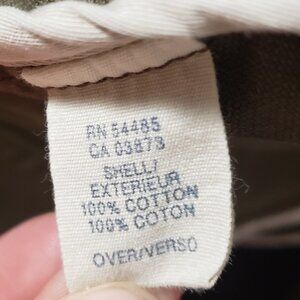 RN 54485
CA 03873
SHELL/
EXTERIEUR
100% COTTON
100% COTON
OVER/VERSO